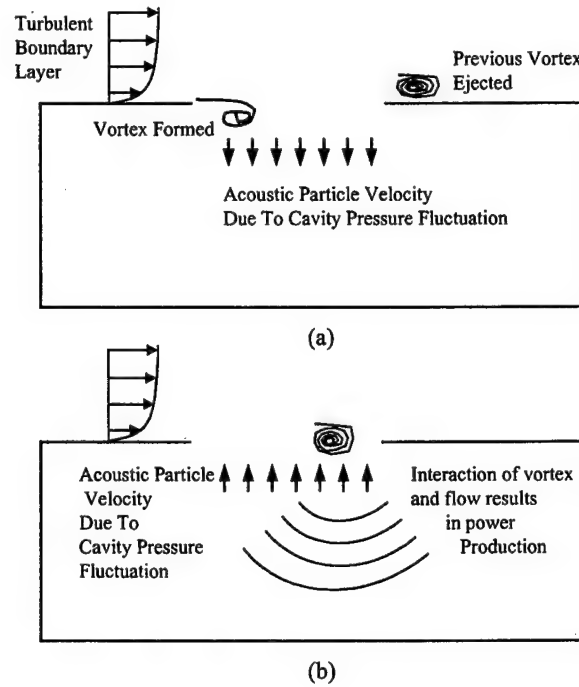 Turbulent
Boundary
Layer
Previous Vortex
Ejected
Vortex Formed
Acoustic Particle Velocity
Due To Cavity Pressure Fluctuation
(a)
Acoustic Particle
Velocity
Due To
Cavity Pressure
Fluctuation
Interaction of vortex
and flow results
in power
Production
(b)